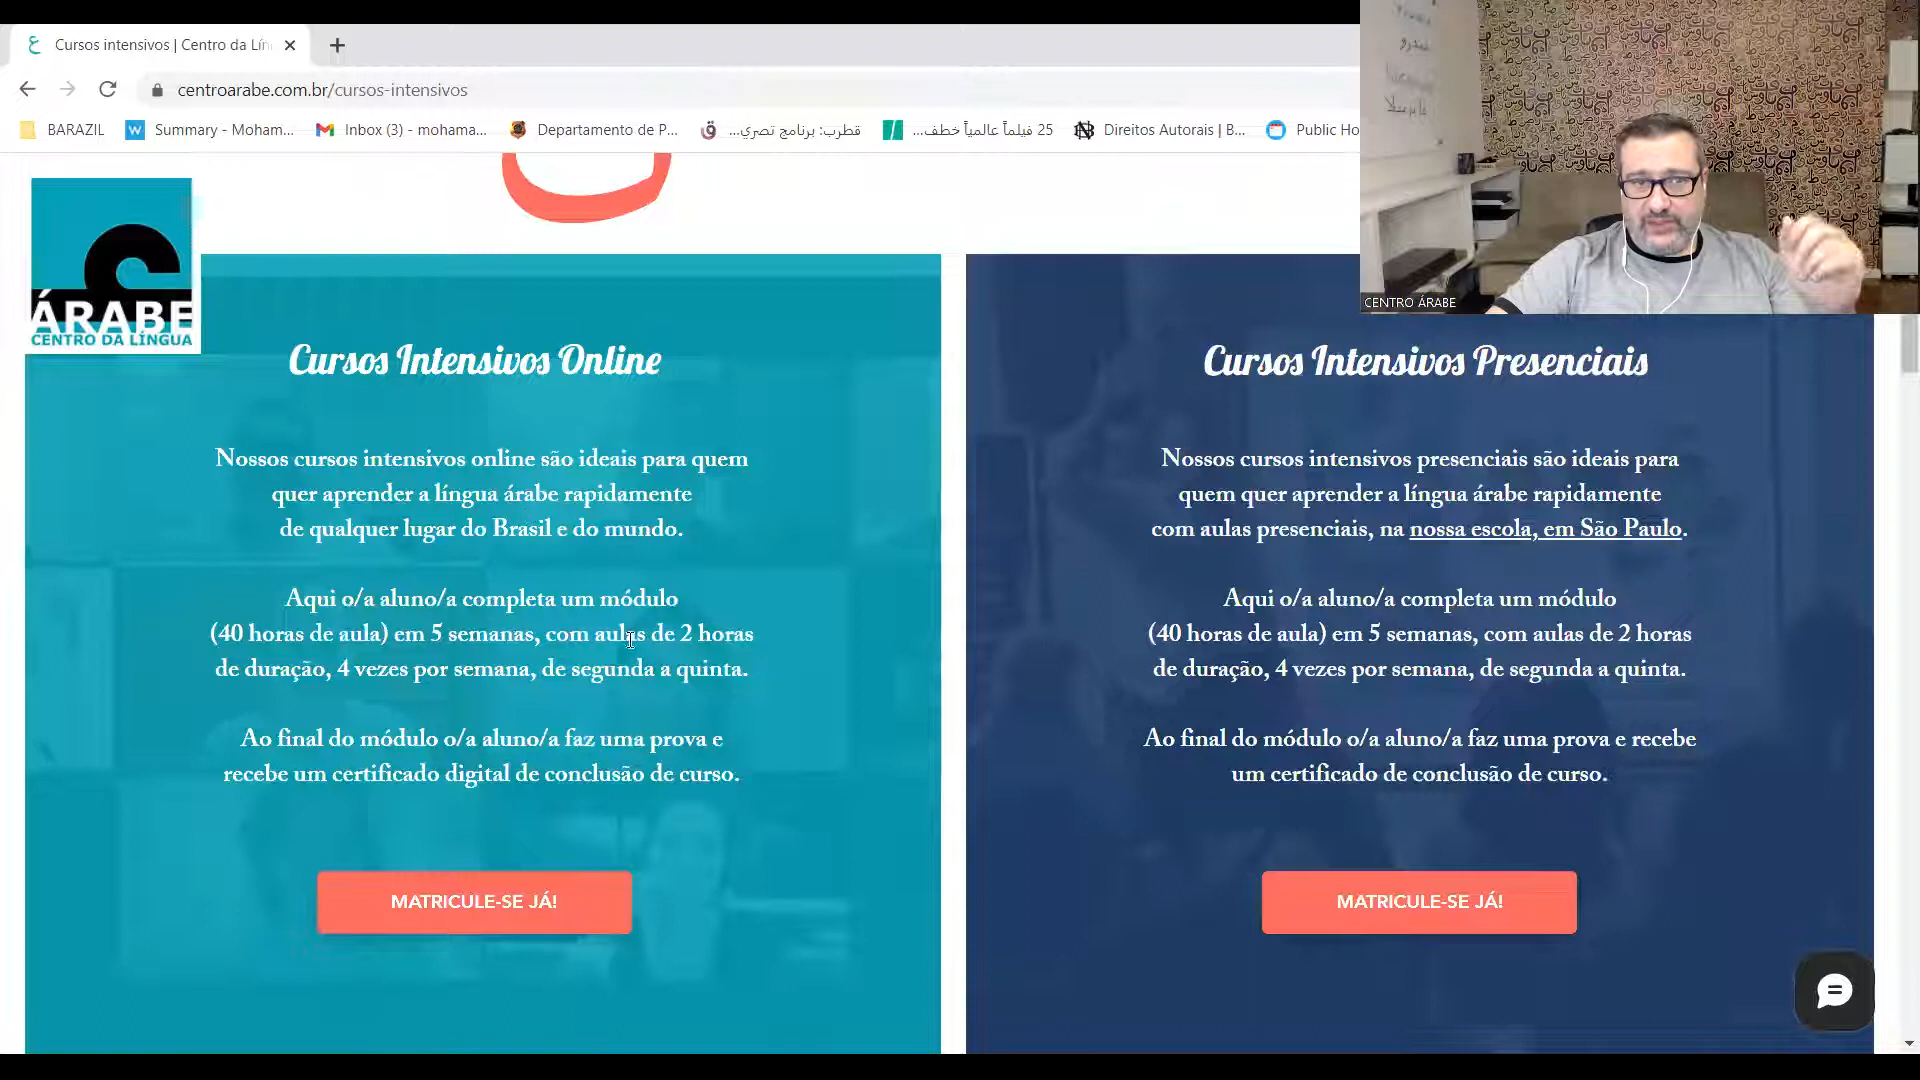 Cursos intensivos | Centro da Lín
centroarabe.com.br/cursos-intensivos
BARAZIL
Summary - Moham...
Inbox (3) - mohama...
Departamento de P...
قطرب: برنامج تصري...
25 فيلماً عالمياً خطف...
Direitos Autorais | B...
Public Ho
CENTRO ÁRABE
ÁRABE
CENTRO DA LÍNGUA
Cursos Intensivos Online
Nossos cursos intensivos online são ideais para quem
quer aprender a língua árabe rapidamente
de qualquer lugar do Brasil e do mundo.
Aqui o/a aluno/a completa um módulo
(40 horas de aula) em 5 semanas, com aulas de 2 horas
de duração, 4 vezes por semana, de segunda a quinta.
Ao final do módulo o/a aluno/a faz uma prova e
recebe um certificado digital de conclusão de curso.
MATRICULE-SE JÁ!
Cursos Intensivos Presenciais
Nossos cursos intensivos presenciais são ideais para
quem quer aprender a língua árabe rapidamente
com aulas presenciais, na nossa escola, em São Paulo.
Aqui o/a aluno/a completa um módulo
(40 horas de aula) em 5 semanas, com aulas de 2 horas
de duração, 4 vezes por semana, de segunda a quinta.
Ao final do módulo o/a aluno/a faz uma prova e recebe
um certificado de conclusão de curso.
MATRICULE-SE JÁ!